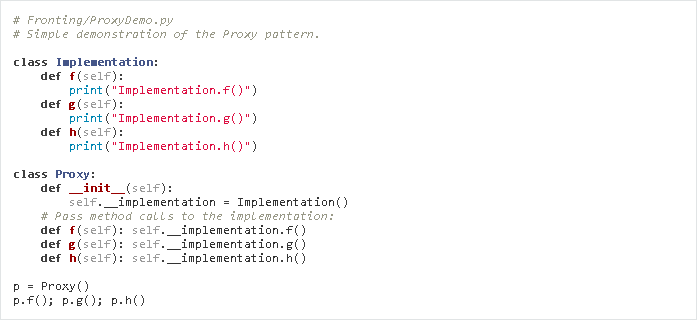 # Fronting/ProxyDemo.py
# Simple demonstration of the Proxy pattern.

class Implementation:
    def f(self):
        print("Implementation.f()")
    def g(self):
        print("Implementation.g()")
    def h(self):
        print("Implementation.h()")

class Proxy:
    def __init__(self):
        self.__implementation = Implementation()
    # Pass method calls to the implementation:
    def f(self): self.__implementation.f()
    def g(self): self.__implementation.g()
    def h(self): self.__implementation.h()

p = Proxy()
p.f(); p.g(); p.h()